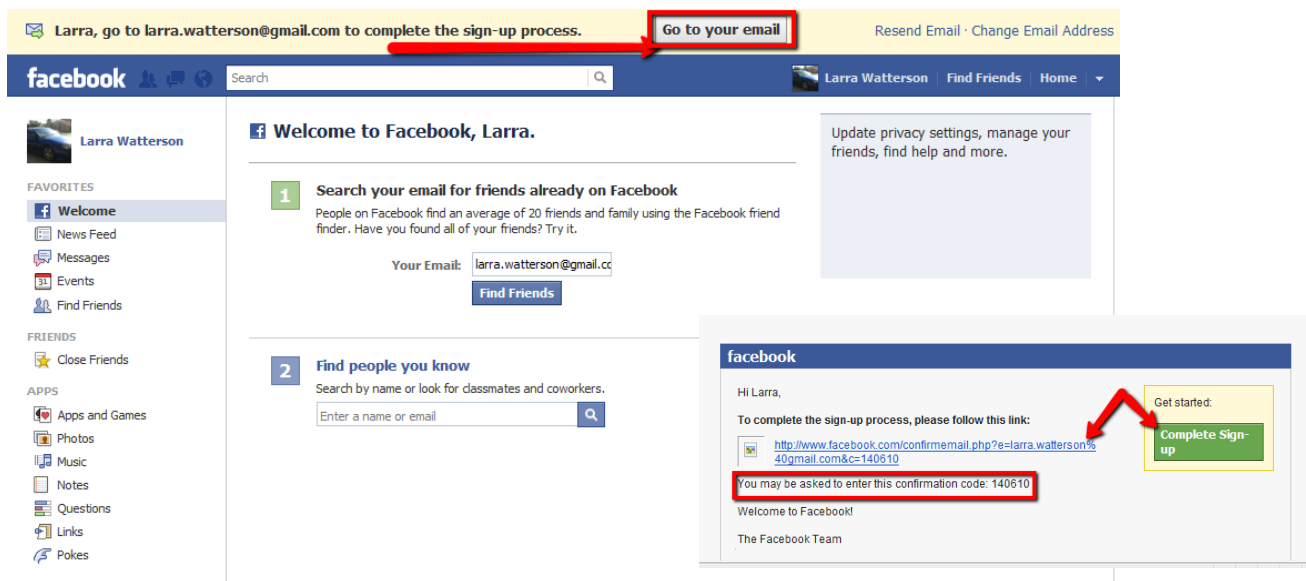 Larra, go to larra.watterson@gmail.com to complete the sign-up process.
Go to your email
Resend Email · Change Email Address
facebook
Search
Larra Watterson
Find Friends
Home
Larra Watterson
FAVORITES
Welcome
News Feed
Messages
31 Events
Find Friends
FRIENDS
Close Friends
APPS
Apps and Games
Photos
Music
Notes
Questions
Links
Pokes
Welcome to Facebook, Larra.
1
Search your email for friends already on Facebook
People on Facebook find an average of 20 friends and family using the Facebook friend
finder. Have you found all of your friends? Try it.
Your Email:
larra.watterson@gmail.co
Find Friends
2
Find people you know
Search by name or look for classmates and coworkers.
Enter a name or email
Update privacy settings, manage your
friends, find help and more.
facebook
Hi Larra,
To complete the sign-up process, please follow this link:
http://www.facebook.com/confirmemail.php?e=larra.watterson%
40gmail.com&c=140610
You may be asked to enter this confirmation code: 140610
Welcome to Facebook!
The Facebook Team
Get started:
Complete Sign-
up